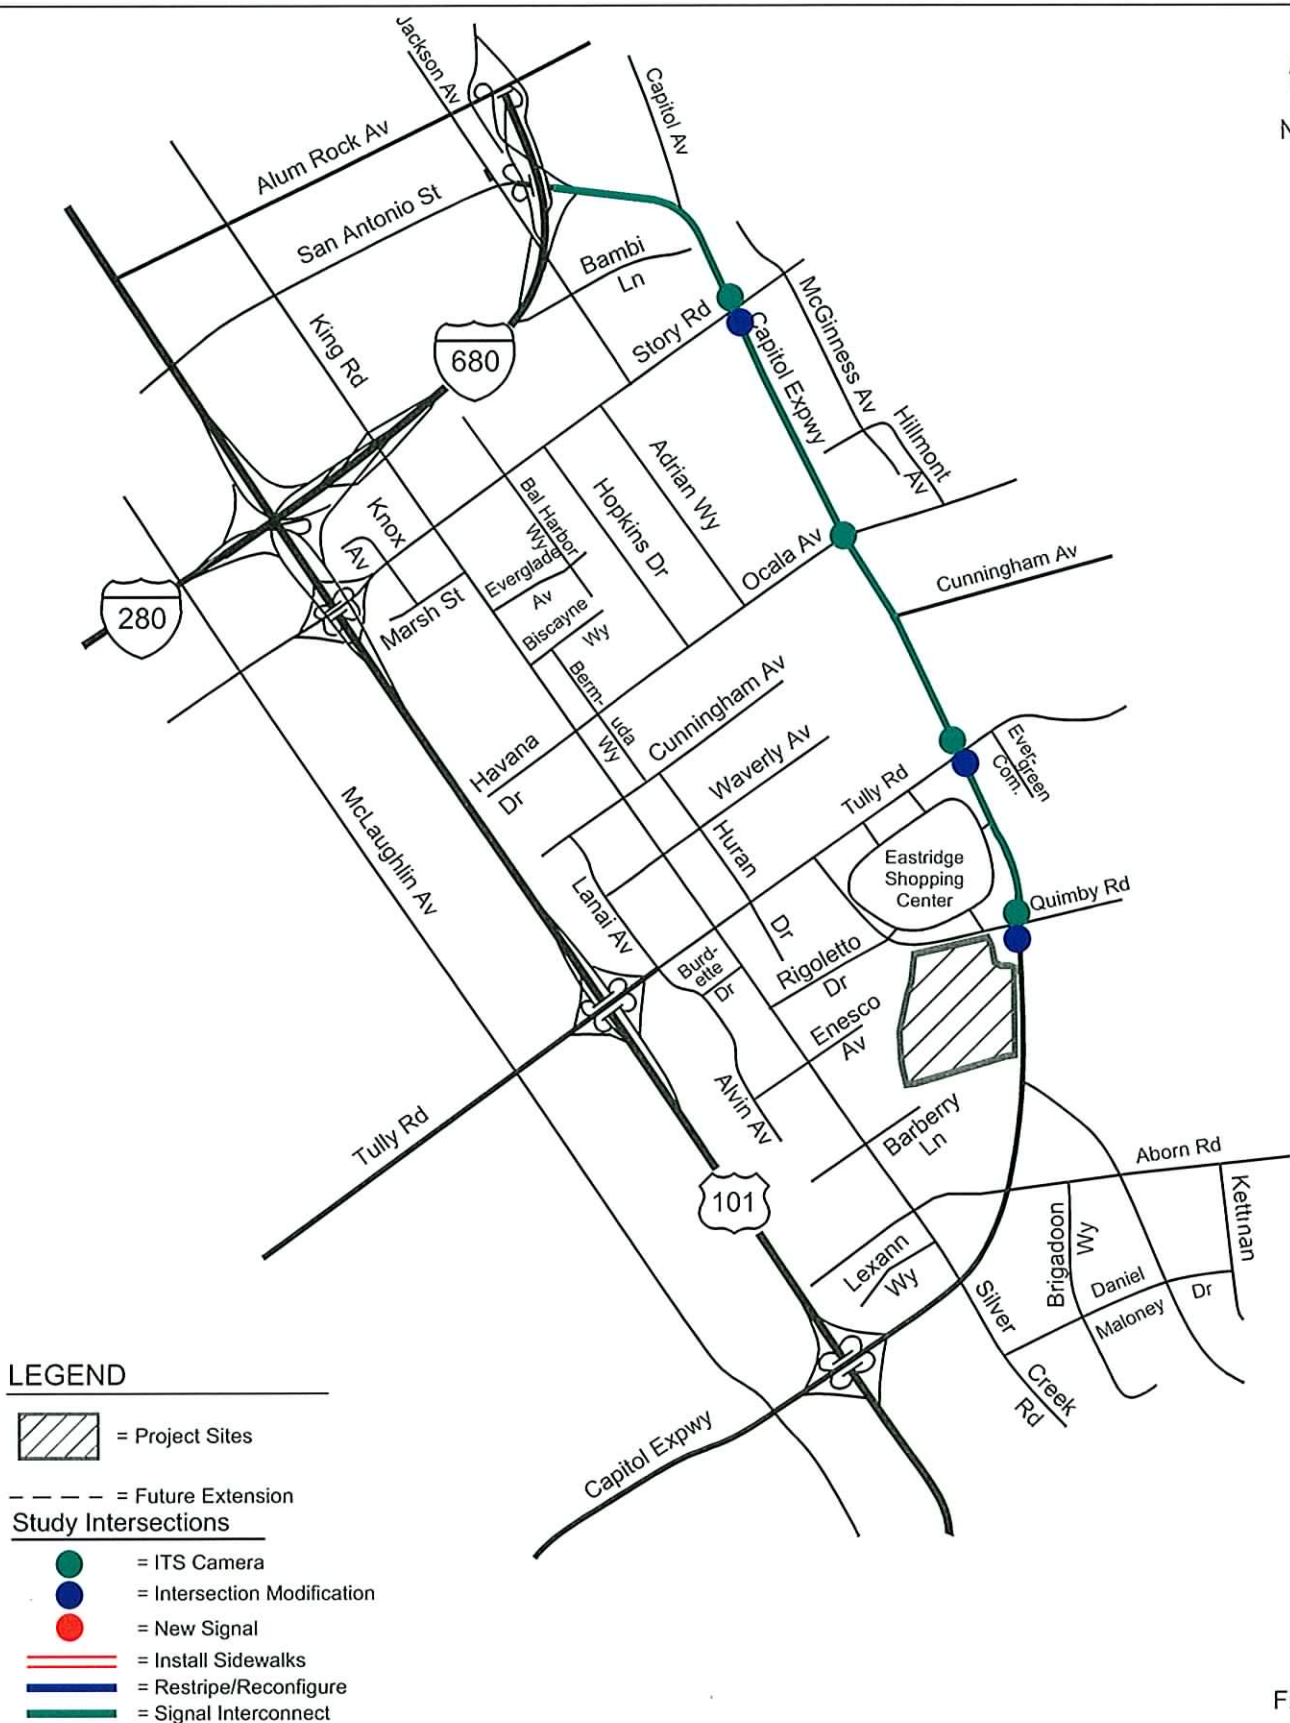 Jackson Av
Capitol Av
Alum Rock Av
San Antonio St
Bambi
Ln
King Rd
680
Story Rd
McGinness Av
Capitol Expwy
Hillmont
Av
Adrian Wy
Hopkins Dr
Bal Harbor
Wy
Knox
Av
Everglade
Av
Ocala Av
Cunningham Av
280
Marsh St
Biscayne
Wy
Berm-
uda
Wy
Cunningham Av
Havana
Dr
Waverly Av
Ever-
green
Com.
Tully Rd
McLaughlin Av
Huran
Dr
Eastridge
Shopping
Center
Quimby Rd
Lanai Av
Burd-
ette
Dr
Rigoletto
Dr
Enesco
Av
Alvin Av
Tully Rd
Barberry
Ln
Aborn Rd
101
Kettman
Brigadoon
Wy
Lexann
Wy
Silver
Creek
Rd
Daniel
Maloney
Dr
Capitol Expwy
LEGEND
= Project Sites
= Future Extension
Study Intersections
= ITS Camera
= Intersection Modification
= New Signal
= Install Sidewalks
= Restripe/Reconfigure
= Signal Interconnect